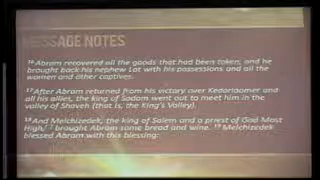 MESSAGE NOTES
16 Abram recovered all the goods that had been taken, and he
brought back his nephew Lot with his possessions and all the
women and other captives.
17 After Abram returned from his victory over Kedorlaomer and
all his allies, the king of Sodom went out to meet him in the
valley of Shaveh (that is, the King's Valley).
18 And Melchizedek, the king of Salem and a priest of God Most
High, brought Abram some bread and wine. 19 Melchizedek
blessed Abram with this blessing: